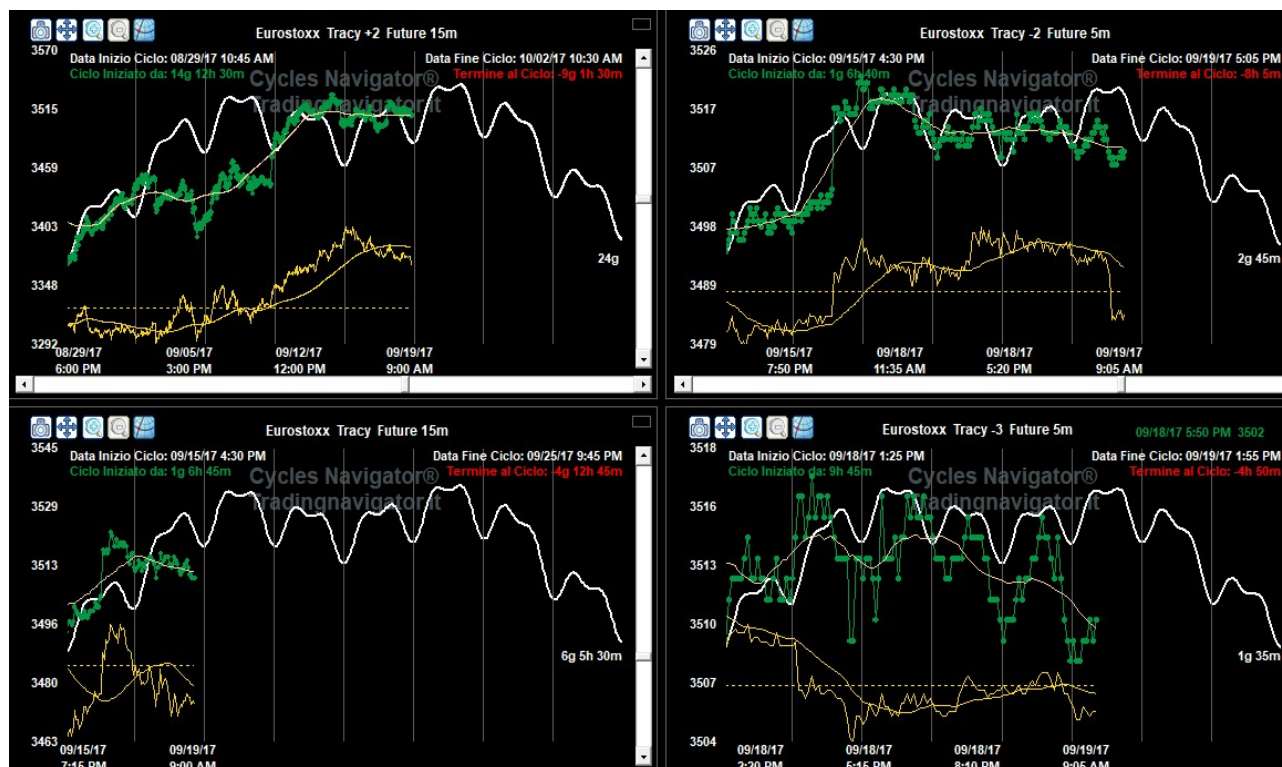 Eurostoxx Tracy +2 Future 15m
3570
Data Inizio Ciclo: 08/29/17 10:45 AM
Data Fine Ciclo: 10/02/17 10:30 AM
Ciclo Iniziato da: 14g 12h 30m
Termine al Ciclo: -9g 1h 30m
Cycles Navigator®
Tradingnavigator.it
3515
3459
3403
24g
3348
3292
08/29/17 09/05/17 09/12/17 09/19/17
6:00 PM 3:00 PM 12:00 PM 9:00 AM
Eurostoxx Tracy -2 Future 5m
3526
Data Inizio Ciclo: 09/15/17 4:30 PM
Data Fine Ciclo: 09/19/17 5:05 PM
Ciclo Iniziato da: 1g 6h 40m
Termine al Ciclo: -8h 5m
Cycles Navigator®
Tradingnavigator.it
3517
3507
3498
2g 45m
3489
3479
09/15/17 09/18/17 09/18/17 09/19/17
7:50 PM 11:35 AM 5:20 PM 9:05 AM
Eurostoxx Tracy Future 15m
3545
Data Inizio Ciclo: 09/15/17 4:30 PM
Data Fine Ciclo: 09/25/17 9:45 PM
Ciclo Iniziato da: 1g 6h 45m
Termine al Ciclo: -4g 12h 45m
Cycles Navigator®
Tradingnavigator.it
3529
3513
3496
6g 5h 30m
3480
3463
09/15/17 09/19/17
7:15 PM 9:00 AM
Eurostoxx Tracy -3 Future 5m
09/18/17 5:50 PM 3502
3518
Data Inizio Ciclo: 09/18/17 1:25 PM
Data Fine Ciclo: 09/19/17 1:55 PM
Ciclo Iniziato da: 9h 45m
Termine al Ciclo: -4h 50m
Cycles Navigator®
Tradingnavigator.it
3516
3513
3510
1g 35m
3507
3504
09/18/17 09/18/17 09/18/17 09/19/17
2:30 PM 5:15 PM 8:10 PM 9:05 AM